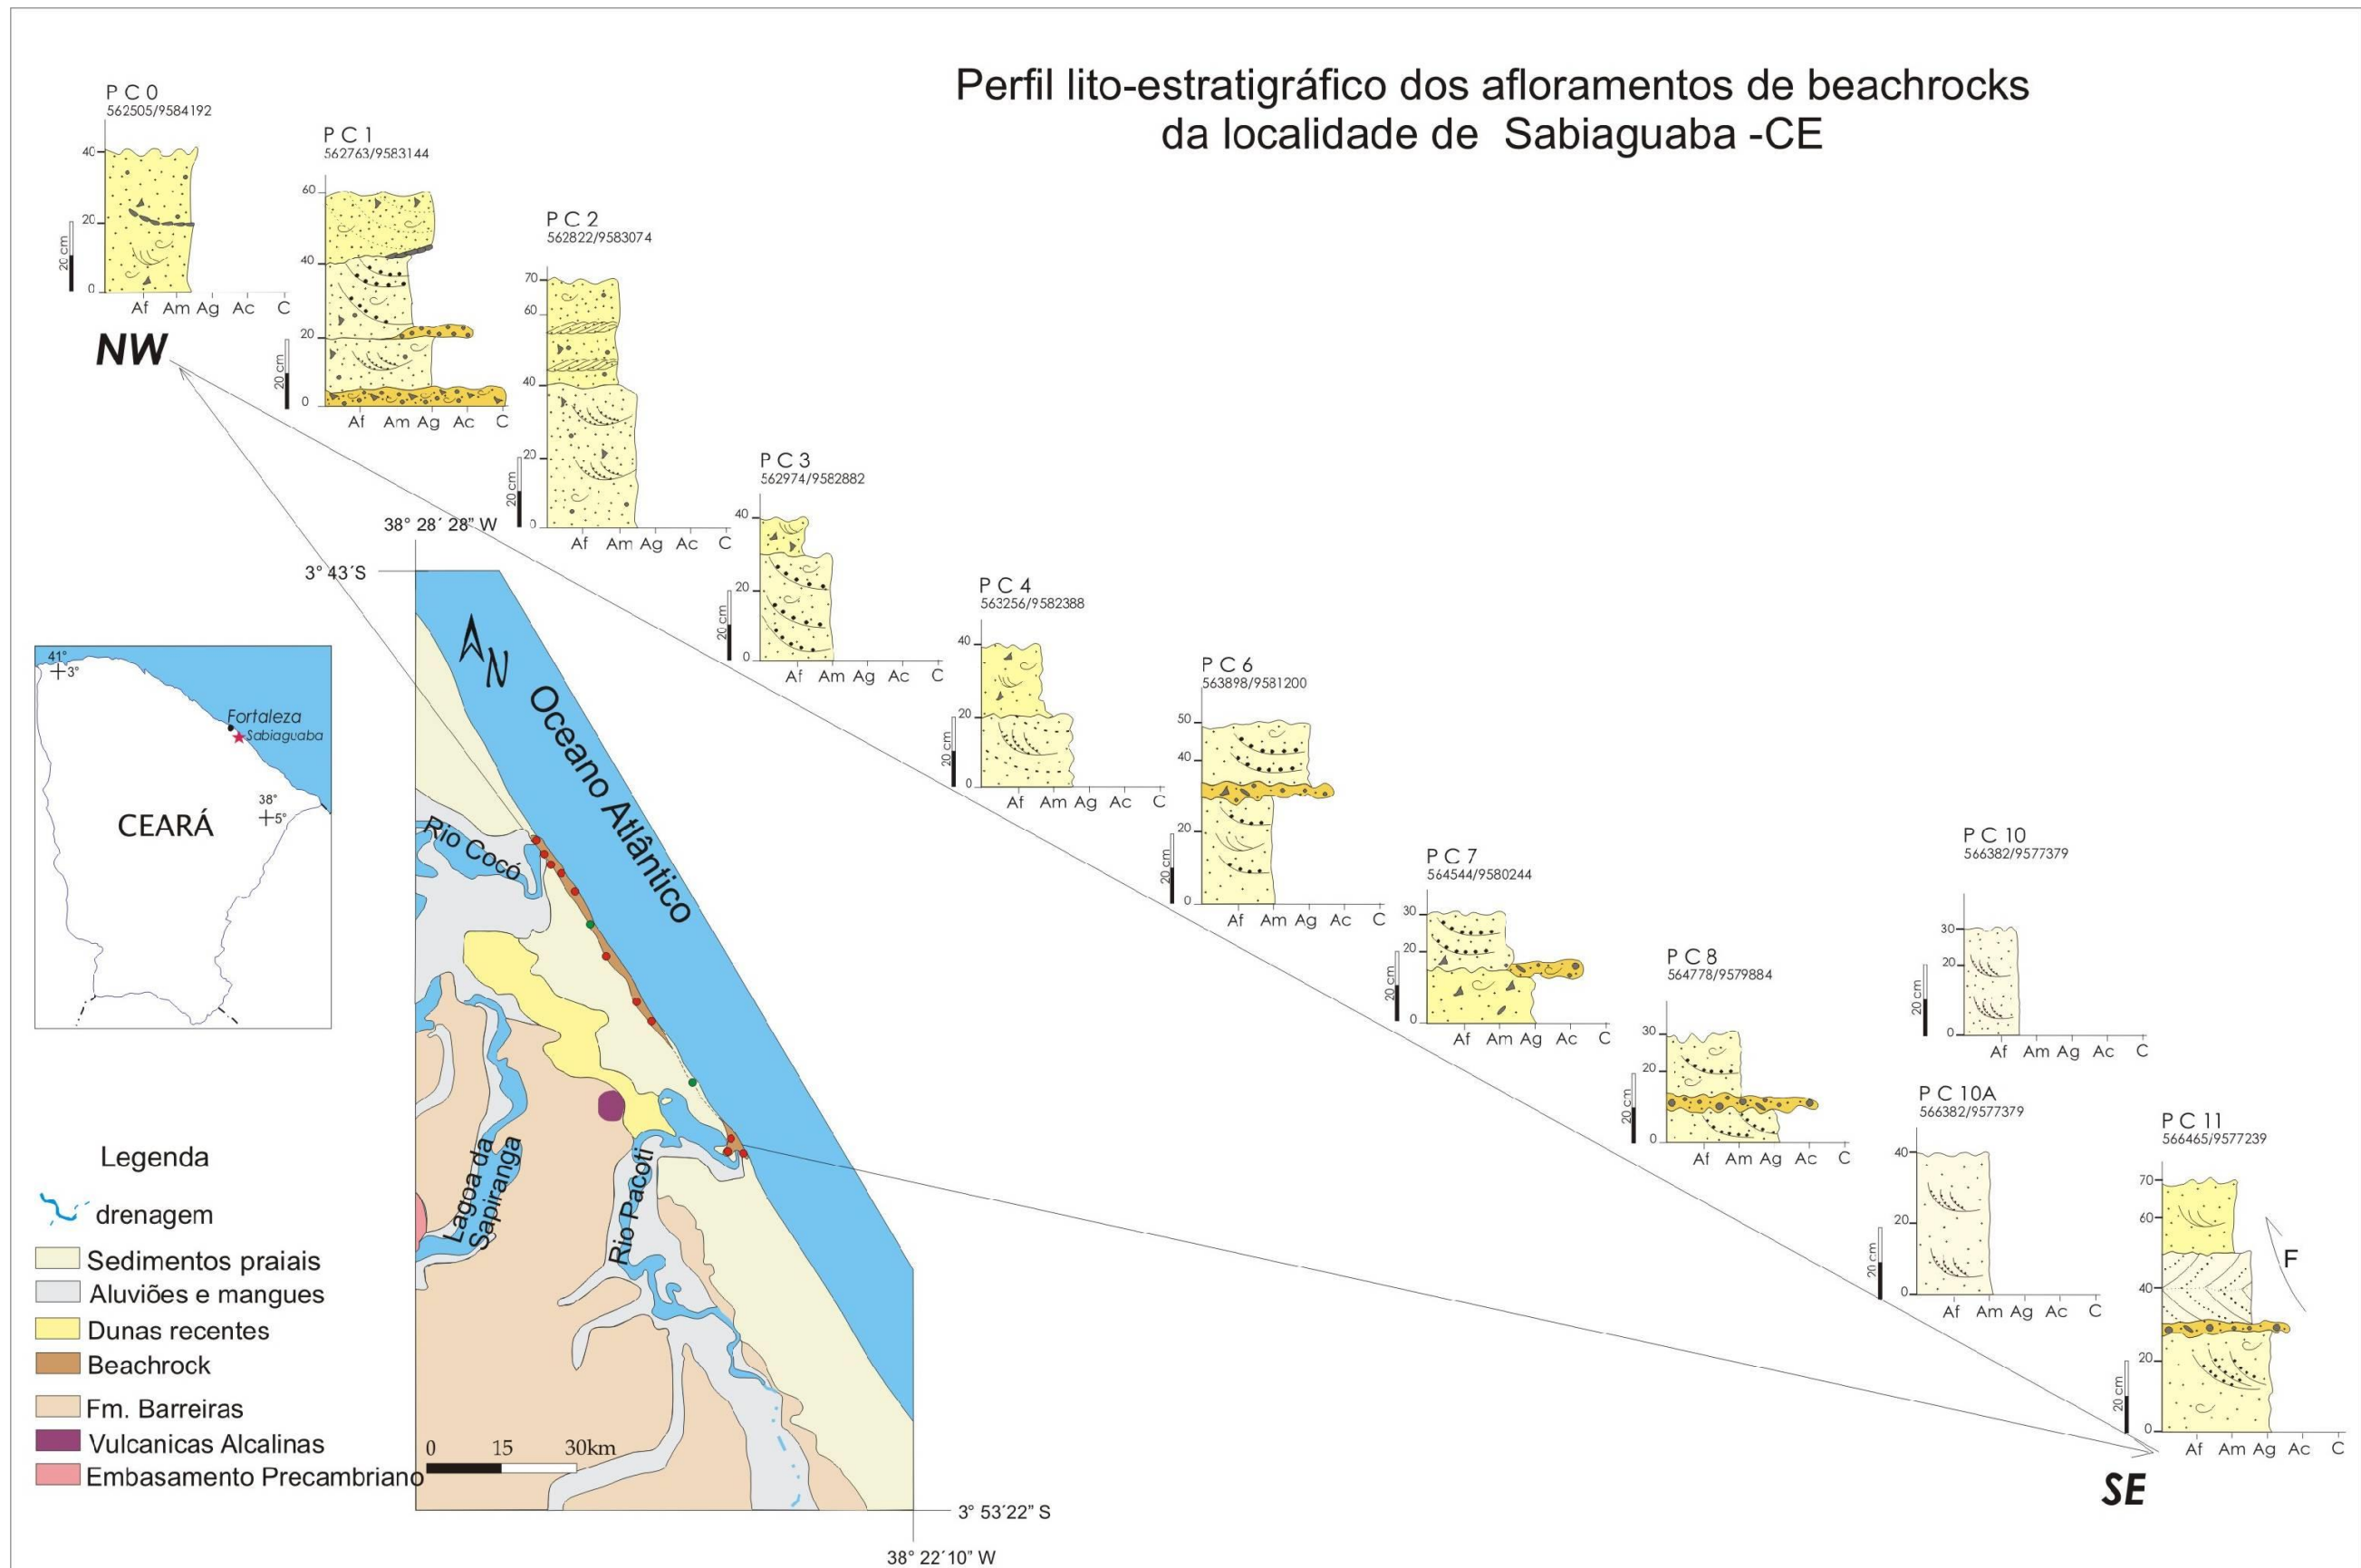 Perfil lito-estratigráfico dos afloramentos de beachrocks
da localidade de Sabiaguaba -CE
P C 0
562505/9584192
40
20
0
20 cm
Af Am Ag Ac C
NW
P C 1
562763/9583144
60
40
20
0
20 cm
Af Am Ag Ac C
P C 2
562822/9583074
70
60
40
20
0
20 cm
Af Am Ag Ac C
P C 3
562974/9582882
40
20
0
20 cm
Af Am Ag Ac C
P C 4
563256/9582388
40
20
0
20 cm
Af Am Ag Ac C
P C 6
563898/9581200
50
40
20
0
20 cm
Af Am Ag Ac C
P C 7
564544/9580244
30
20
0
20 cm
Af Am Ag Ac C
P C 8
564778/9579884
30
20
0
20 cm
Af Am Ag Ac C
P C 10
566382/9577379
30
20
0
20 cm
Af Am Ag Ac C
P C 10A
566382/9577379
40
20
0
20 cm
Af Am Ag Ac C
P C 11
566465/9577239
70
60
40
20
0
20 cm
F
Af Am Ag Ac C
SE
38° 28´ 28” W
3° 43´S
N
Oceano Atlântico
Rio Cocó
Lagoa da
Sapiranga
Rio Pacoti
0 15 30km
3° 53´22” S
38° 22´10” W
41°
3°
Fortaleza
Sabiaguaba
38°
5°
CEARÁ
Legenda
drenagem
Sedimentos praiais
Aluviões e mangues
Dunas recentes
Beachrock
Fm. Barreiras
Vulcanicas Alcalinas
Embasamento Precambriano